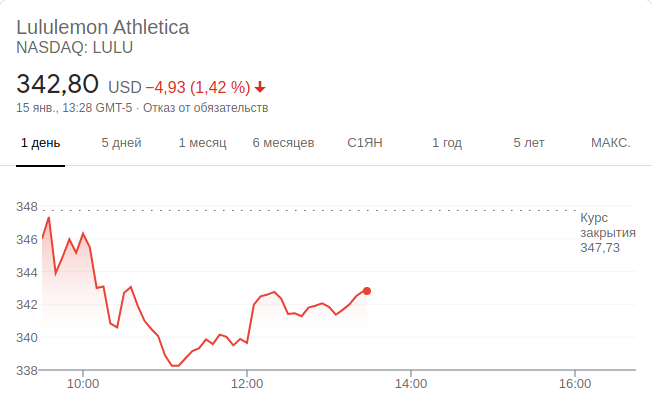 Lululemon Athletica
NASDAQ: LULU
342,80 USD −4,93 (1,42 %)
15 янв., 13:28 GMT-5 · Отказ от обязательств
1 день 5 дней 1 месяц 6 месяцев С1ЯН 1 год 5 лет МАКС.
348
Курс
закрытия
347,73
346
344
342
340
338
10:00 12:00 14:00 16:00